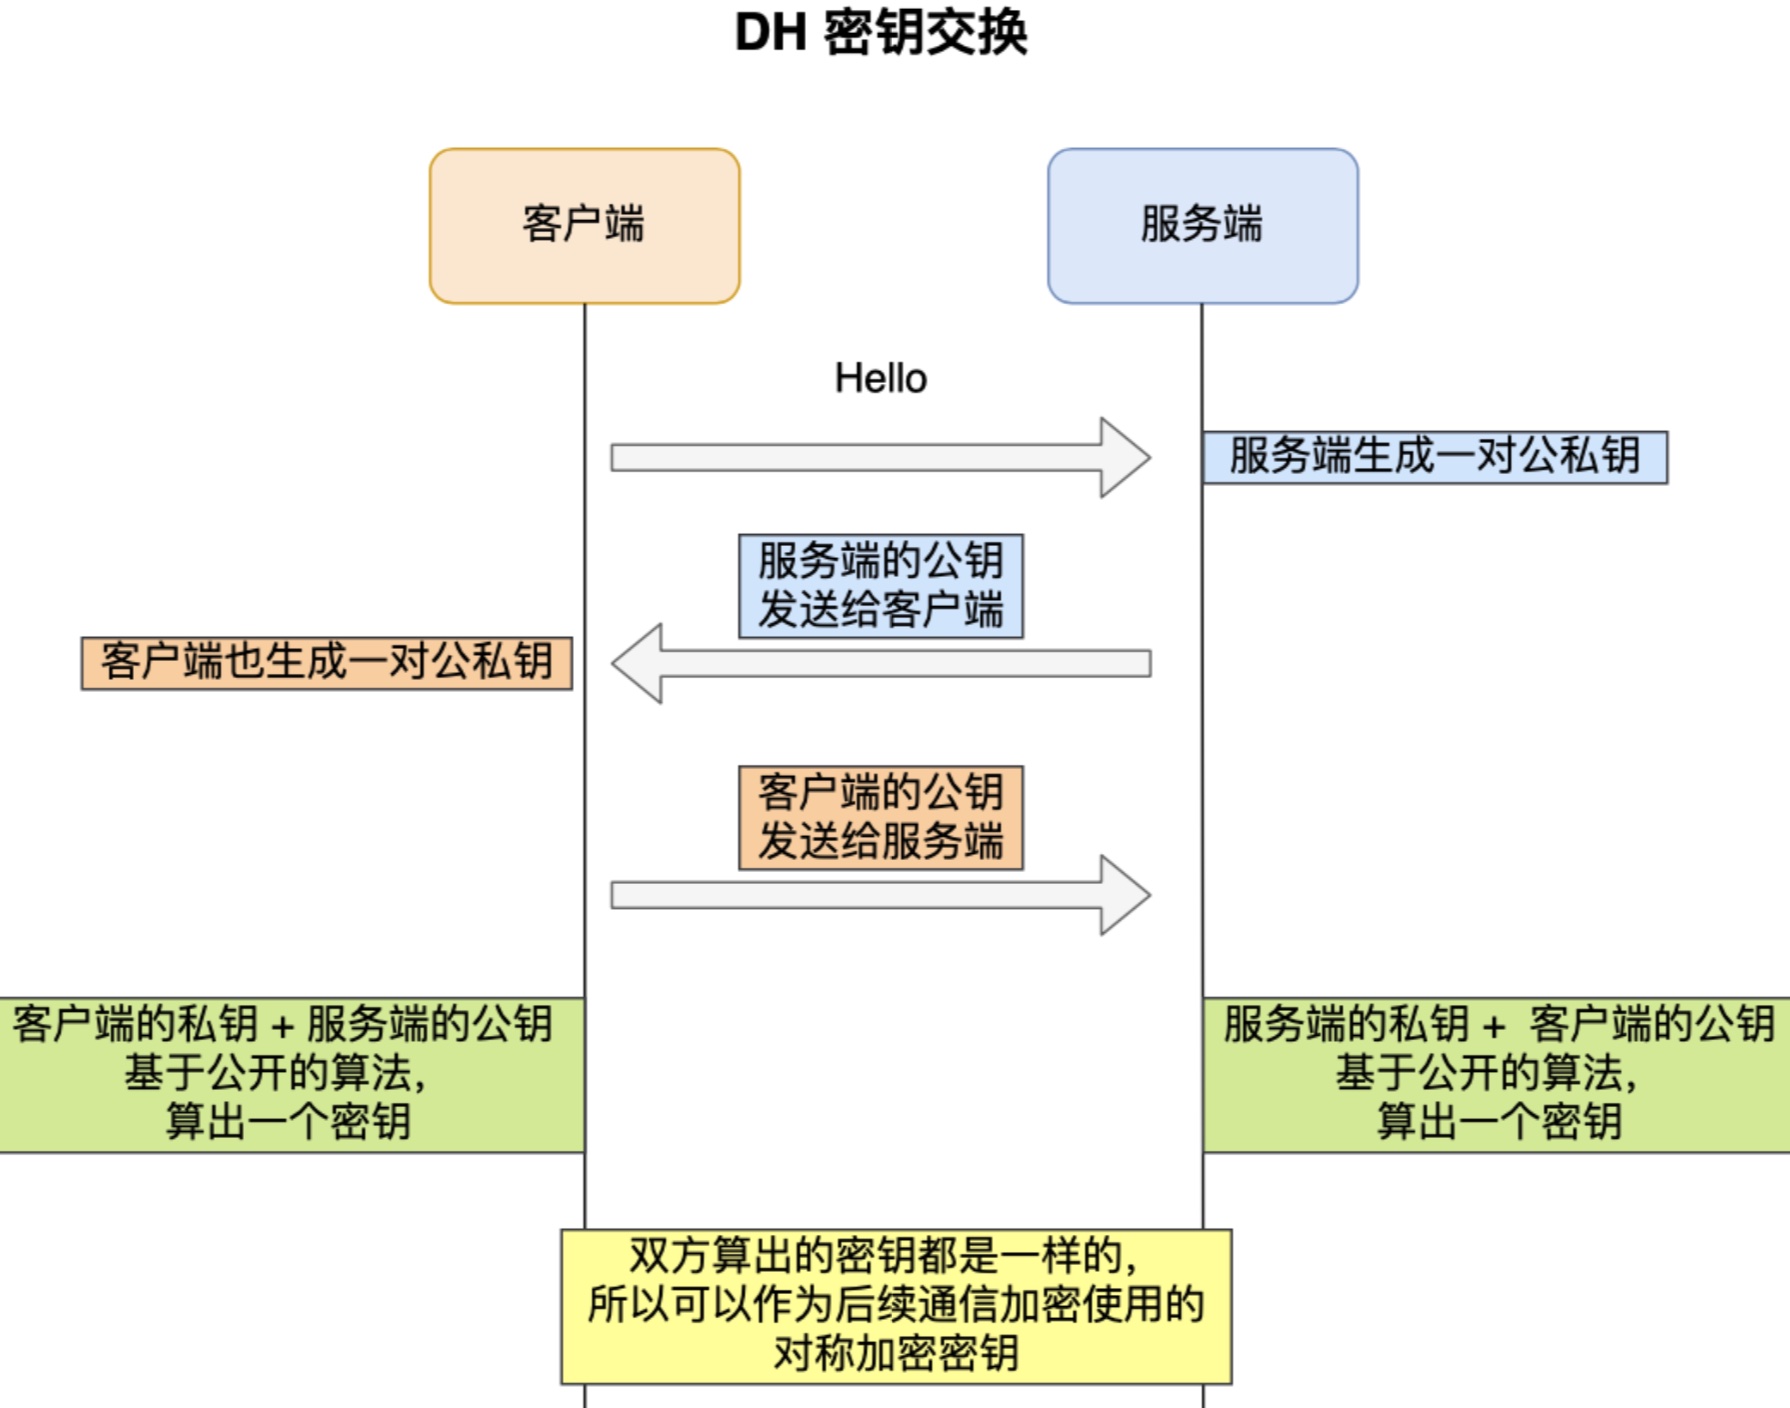 DH 密钥交换
客户端
服务端
Hello
服务端生成一对公私钥
服务端的公钥
发送给客户端
客户端也生成一对公私钥
客户端的公钥
发送给服务端
客户端的私钥 + 服务端的公钥
基于公开的算法,
算出一个密钥
服务端的私钥 + 客户端的公钥
基于公开的算法,
算出一个密钥
双方算出的密钥都是一样的,
所以可以作为后续通信加密使用的
对称加密密钥